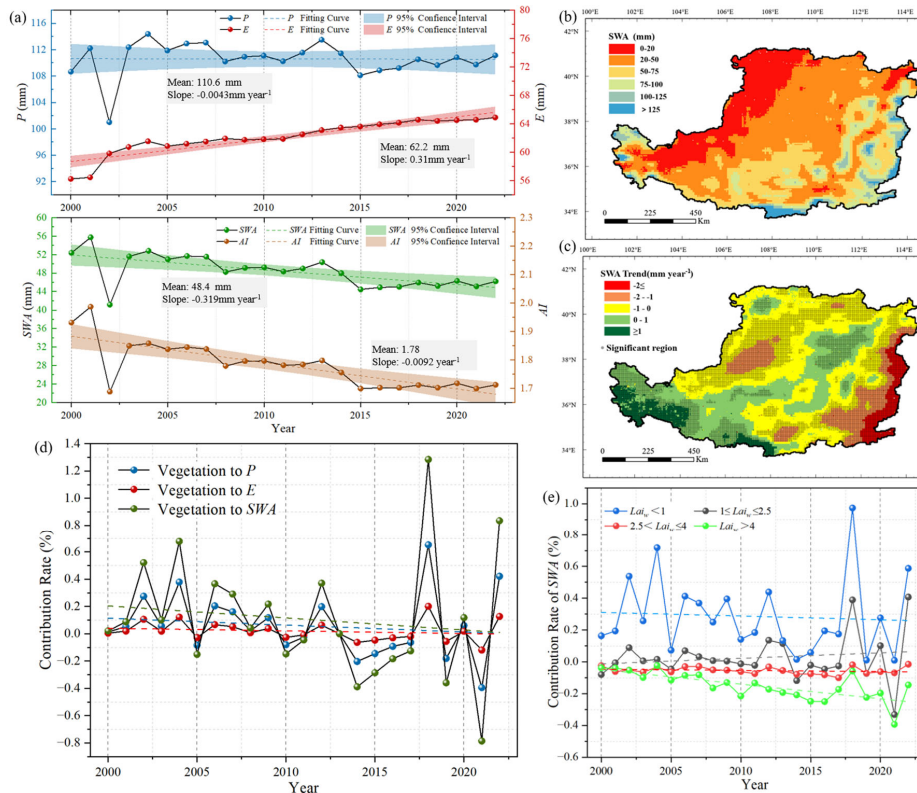 (a)
P
Fitting Curve
P 95% Confience Interval
E
Fitting Curve
E 95% Confience Interval
116
112
108
104
100
96
92
P (mm)
80
76
72
68
64
60
56
E (mm)
Mean: 110.6 mm
Slope: -0.0043mm year-1
Mean: 62.2 mm
Slope: 0.31mm year-1
SWA
SWA Fitting Curve
SWA 95% Confience Interval
AI
AI Fitting Curve
AI 95% Confience Interval
60
56
52
48
44
40
36
32
28
24
20
SWA (mm)
2.3
2.2
2.1
2.0
1.9
1.8
1.7
AI
Mean: 48.4 mm
Slope: -0.319mm year-1
Mean: 1.78
Slope: -0.0092 year-1
2000 2005 2010 2015 2020
Year
(b)
100°E 102°E 104°E 106°E 108°E 110°E 112°E 114°E
SWA (mm)
0-20
20-50
50-75
75-100
100-125
> 125
40°N
38°N
36°N
34°N
0 225 450
Km
(c)
100°E 102°E 104°E 106°E 108°E 110°E 112°E 114°E
SWA Trend(mm year-1)
-2≤
-2 - -1
-1 - 0
0 - 1
≥1
Significant region
40°N
38°N
36°N
34°N
0 225 450
Km
(d)
Vegetation to P
Vegetation to E
Vegetation to SWA
1.4
1.2
1.0
0.8
0.6
0.4
0.2
0.0
-0.2
-0.4
-0.6
-0.8
Contribution Rate (%)
2000 2005 2010 2015 2020
Year
(e)
Laiw<1
1≤ Laiw ≤2.5
2.5< Laiw ≤4
Laiw >4
1.0
0.8
0.6
0.4
0.2
0.0
-0.2
-0.4
-0.6
Contribution Rate of SWA (%)
2000 2005 2010 2015 2020
Year